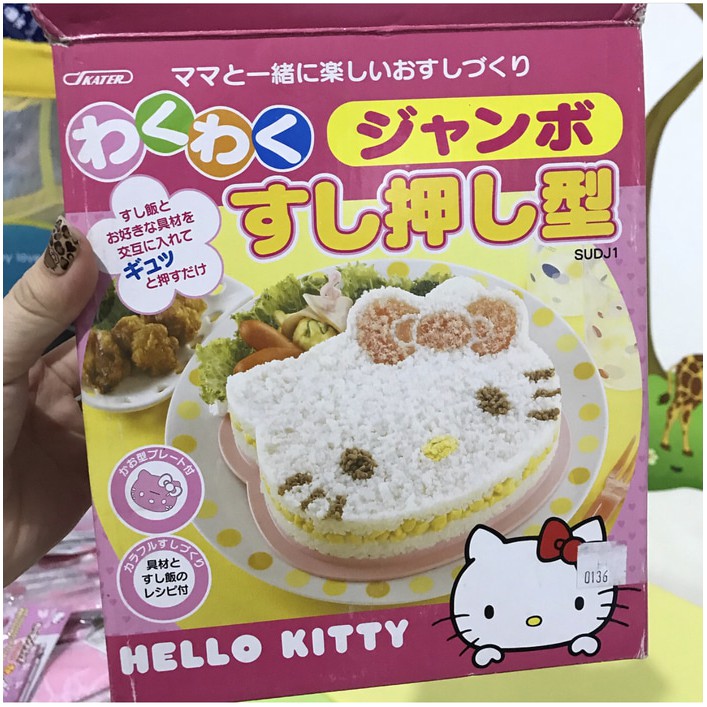 SKATER
ママと一緒に楽しいおすしづくり
わくわく
ジャンボ
すし押し型
SUDJ1
すし飯と
お好きな具材を
交互に入れて
ギュッ
と押すだけ
かお型プレート付
カラフルすしづくり
具材と
すし飯の
レシピ付
0136
HELLO KITTY